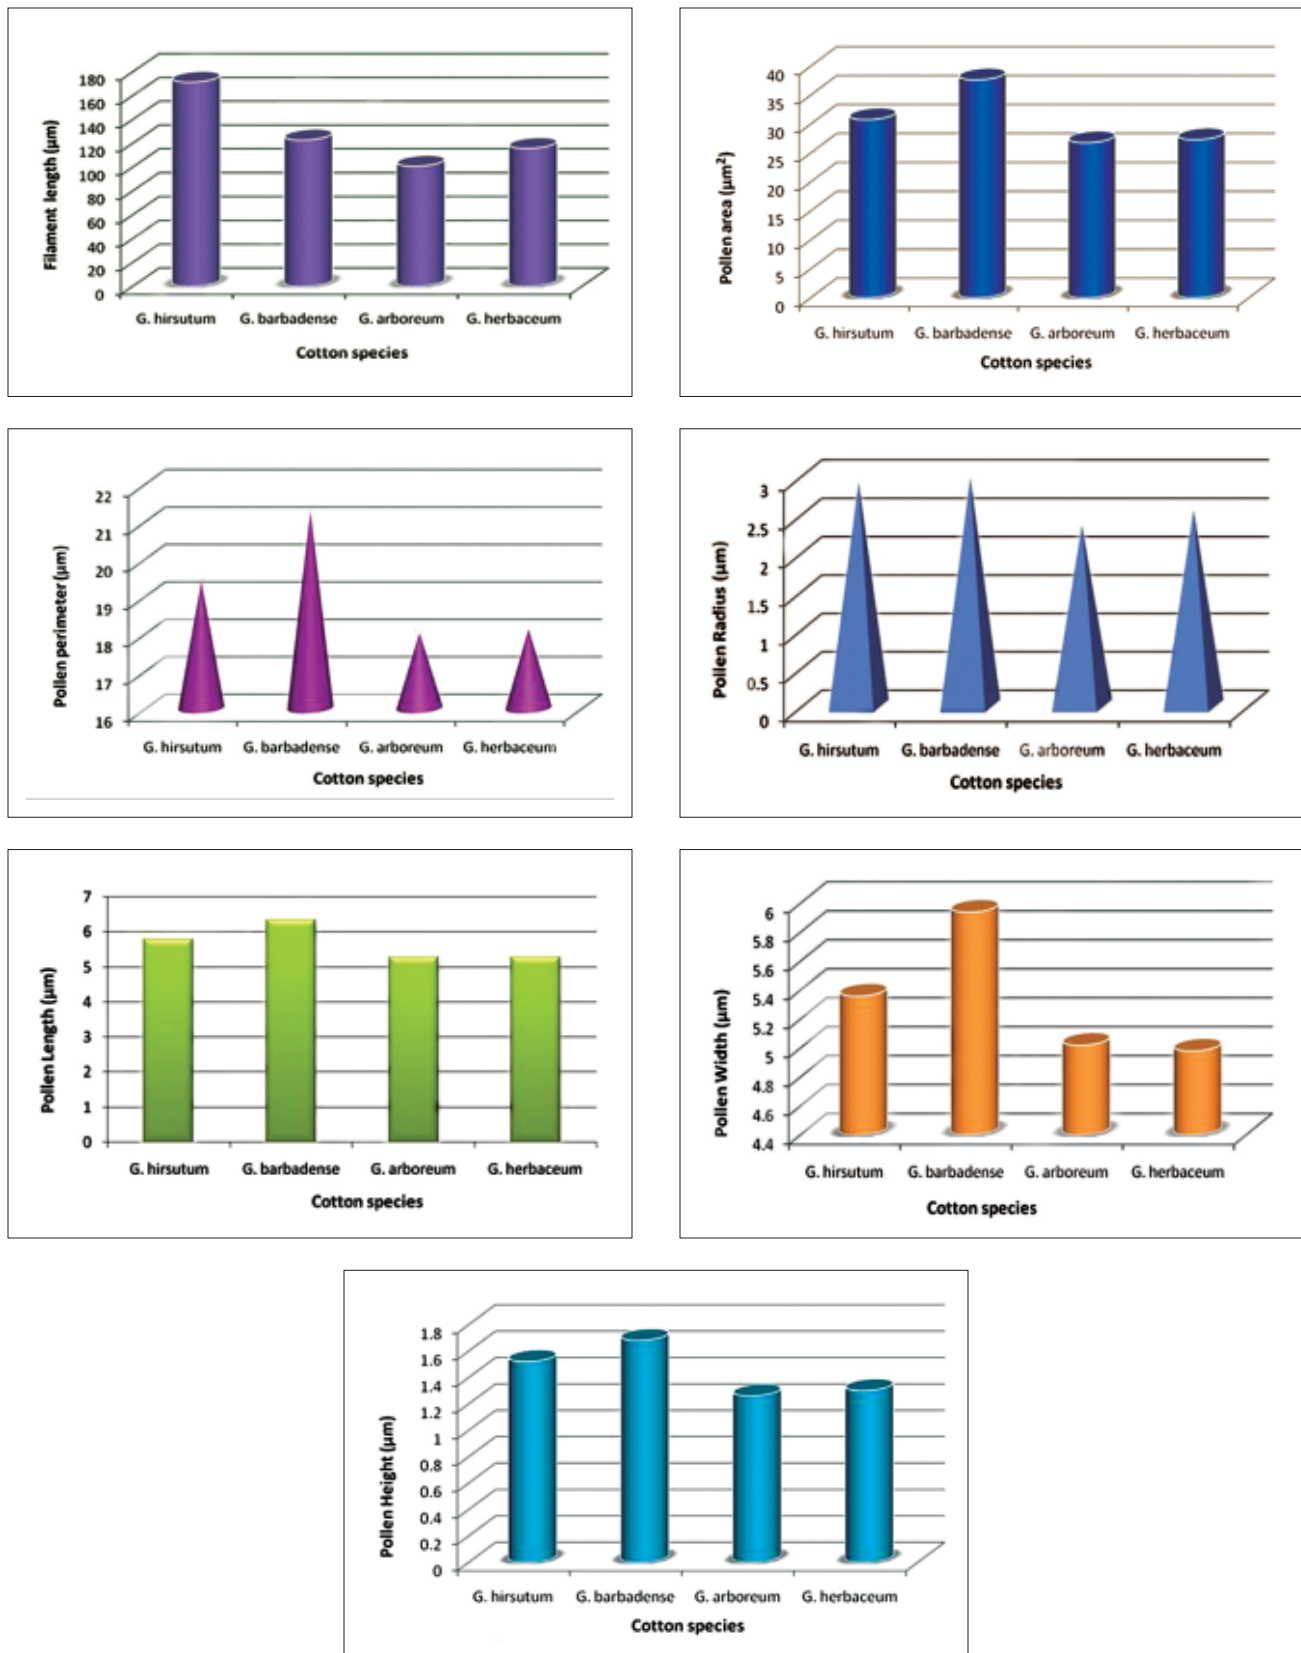 Filament length (µm)
180
160
140
120
100
80
60
40
20
0
G. hirsutum G. barbadense G. arboreum G. herbaceum
Cotton species
Pollen area (µm²)
40
35
30
25
20
15
10
5
0
G. hirsutum G. barbadense G. arboreum G. herbaceum
Cotton species
Pollen perimeter (µm)
22
21
20
19
18
17
16
G. hirsutum G. barbadense G. arboreum G. herbaceum
Cotton species
Pollen Radius (µm)
3
2.5
2
1.5
1
0.5
0
G. hirsutum G. barbadense G. arboreum G. herbaceum
Cotton species
Pollen Length (µm)
7
6
5
4
3
2
1
0
G. hirsutum G. barbadense G. arboreum G. herbaceum
Cotton species
Pollen Width (µm)
6
5.8
5.6
5.4
5.2
5
4.8
4.6
4.4
G. hirsutum G. barbadense G. arboreum G. herbaceum
Cotton species
Pollen Height (µm)
1.8
1.6
1.4
1.2
1
0.8
0.6
0.4
0.2
0
G. hirsutum G. barbadense G. arboreum G. herbaceum
Cotton species